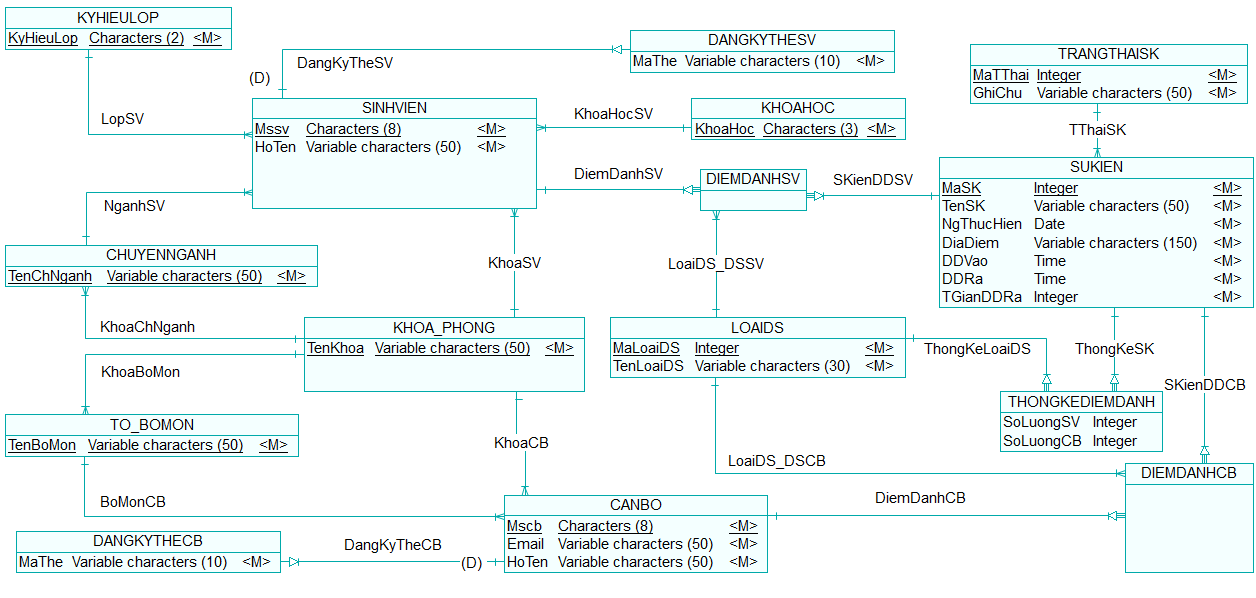 KYHIEULOP
KyHieuLop Characters (2) <M>
DANGKYTHESV
MaThe Variable characters (10) <M>
DangKyTheSV
(D)
TRANGTHAISK
MaTThai Integer <M>
GhiChu Variable characters (50) <M>
LopSV
SINHVIEN
Mssv Characters (8) <M>
HoTen Variable characters (50) <M>
KhoaHocSV
KHOAHOC
KhoaHoc Characters (3) <M>
TThaiSK
DiemDanhSV
DIEMDANHSV
SKienDDSV
SUKIEN
MaSK Integer <M>
TenSK Variable characters (50) <M>
NgThucHien Date <M>
DiaDiem Variable characters (150) <M>
DDVao Time <M>
DDRa Time <M>
TGianDDRa Integer <M>
NganhSV
CHUYENNGANH
TenChNganh Variable characters (50) <M>
KhoaSV
LoaiDS_DSSV
KhoaChNganh
KHOA_PHONG
TenKhoa Variable characters (50) <M>
LOAIDS
MaLoaiDS Integer <M>
TenLoaiDS Variable characters (30) <M>
ThongKeLoaiDS
ThongKeSK
SKienDDCB
KhoaBoMon
THONGKEDIEMDANH
SoLuongSV Integer
SoLuongCB Integer
TO_BOMON
TenBoMon Variable characters (50) <M>
KhoaCB
LoaiDS_DSCB
DIEMDANHCB
BoMonCB
CANBO
Mscb Characters (8) <M>
Email Variable characters (50) <M>
HoTen Variable characters (50) <M>
DiemDanhCB
DANGKYTHECB
MaThe Variable characters (10) <M>
DangKyTheCB
(D)